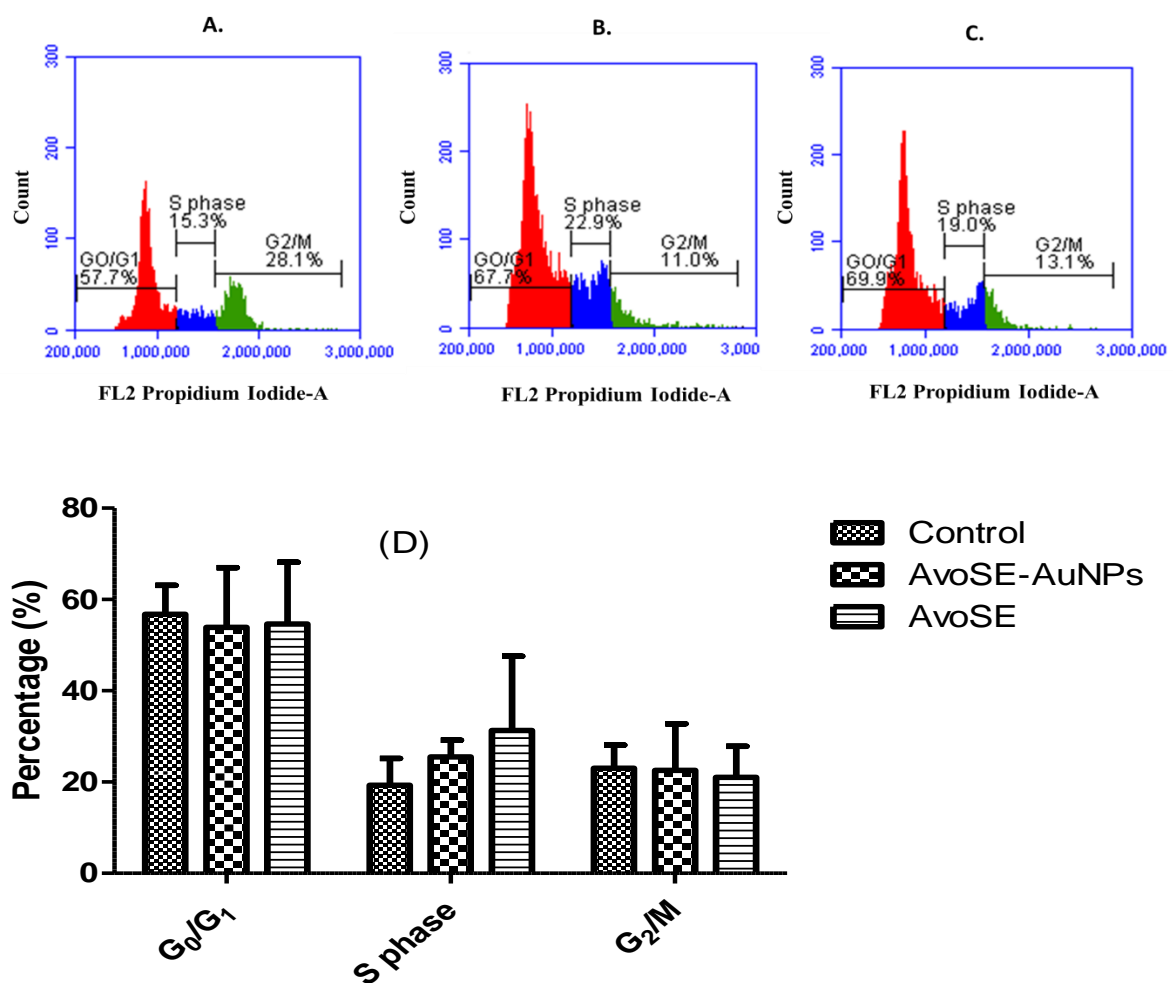 A.
300
200
100
0
Count
S phase
15.3%
G2/M
28.1%
GO/G1
57.7%
200,000 1,000,000 2,000,000 3,000,000
FL2 Propidium Iodide-A
B.
300
200
100
0
Count
S phase
22.9%
G2/M
11.0%
GO/G1
67.7%
200,000 1,000,000 2,000,000 3,000
FL2 Propidium Iodide-A
C.
300
200
100
0
Count
S phase
19.0%
G2/M
13.1%
GO/G1
69.9%
200,000 1,000,000 2,000,000 3,000,000
FL2 Propidium Iodide-A
(D)
80
60
40
20
0
Percentage (%)
G₀/G₁
S phase
G₂/M
Control
AvoSE-AuNPs
AvoSE